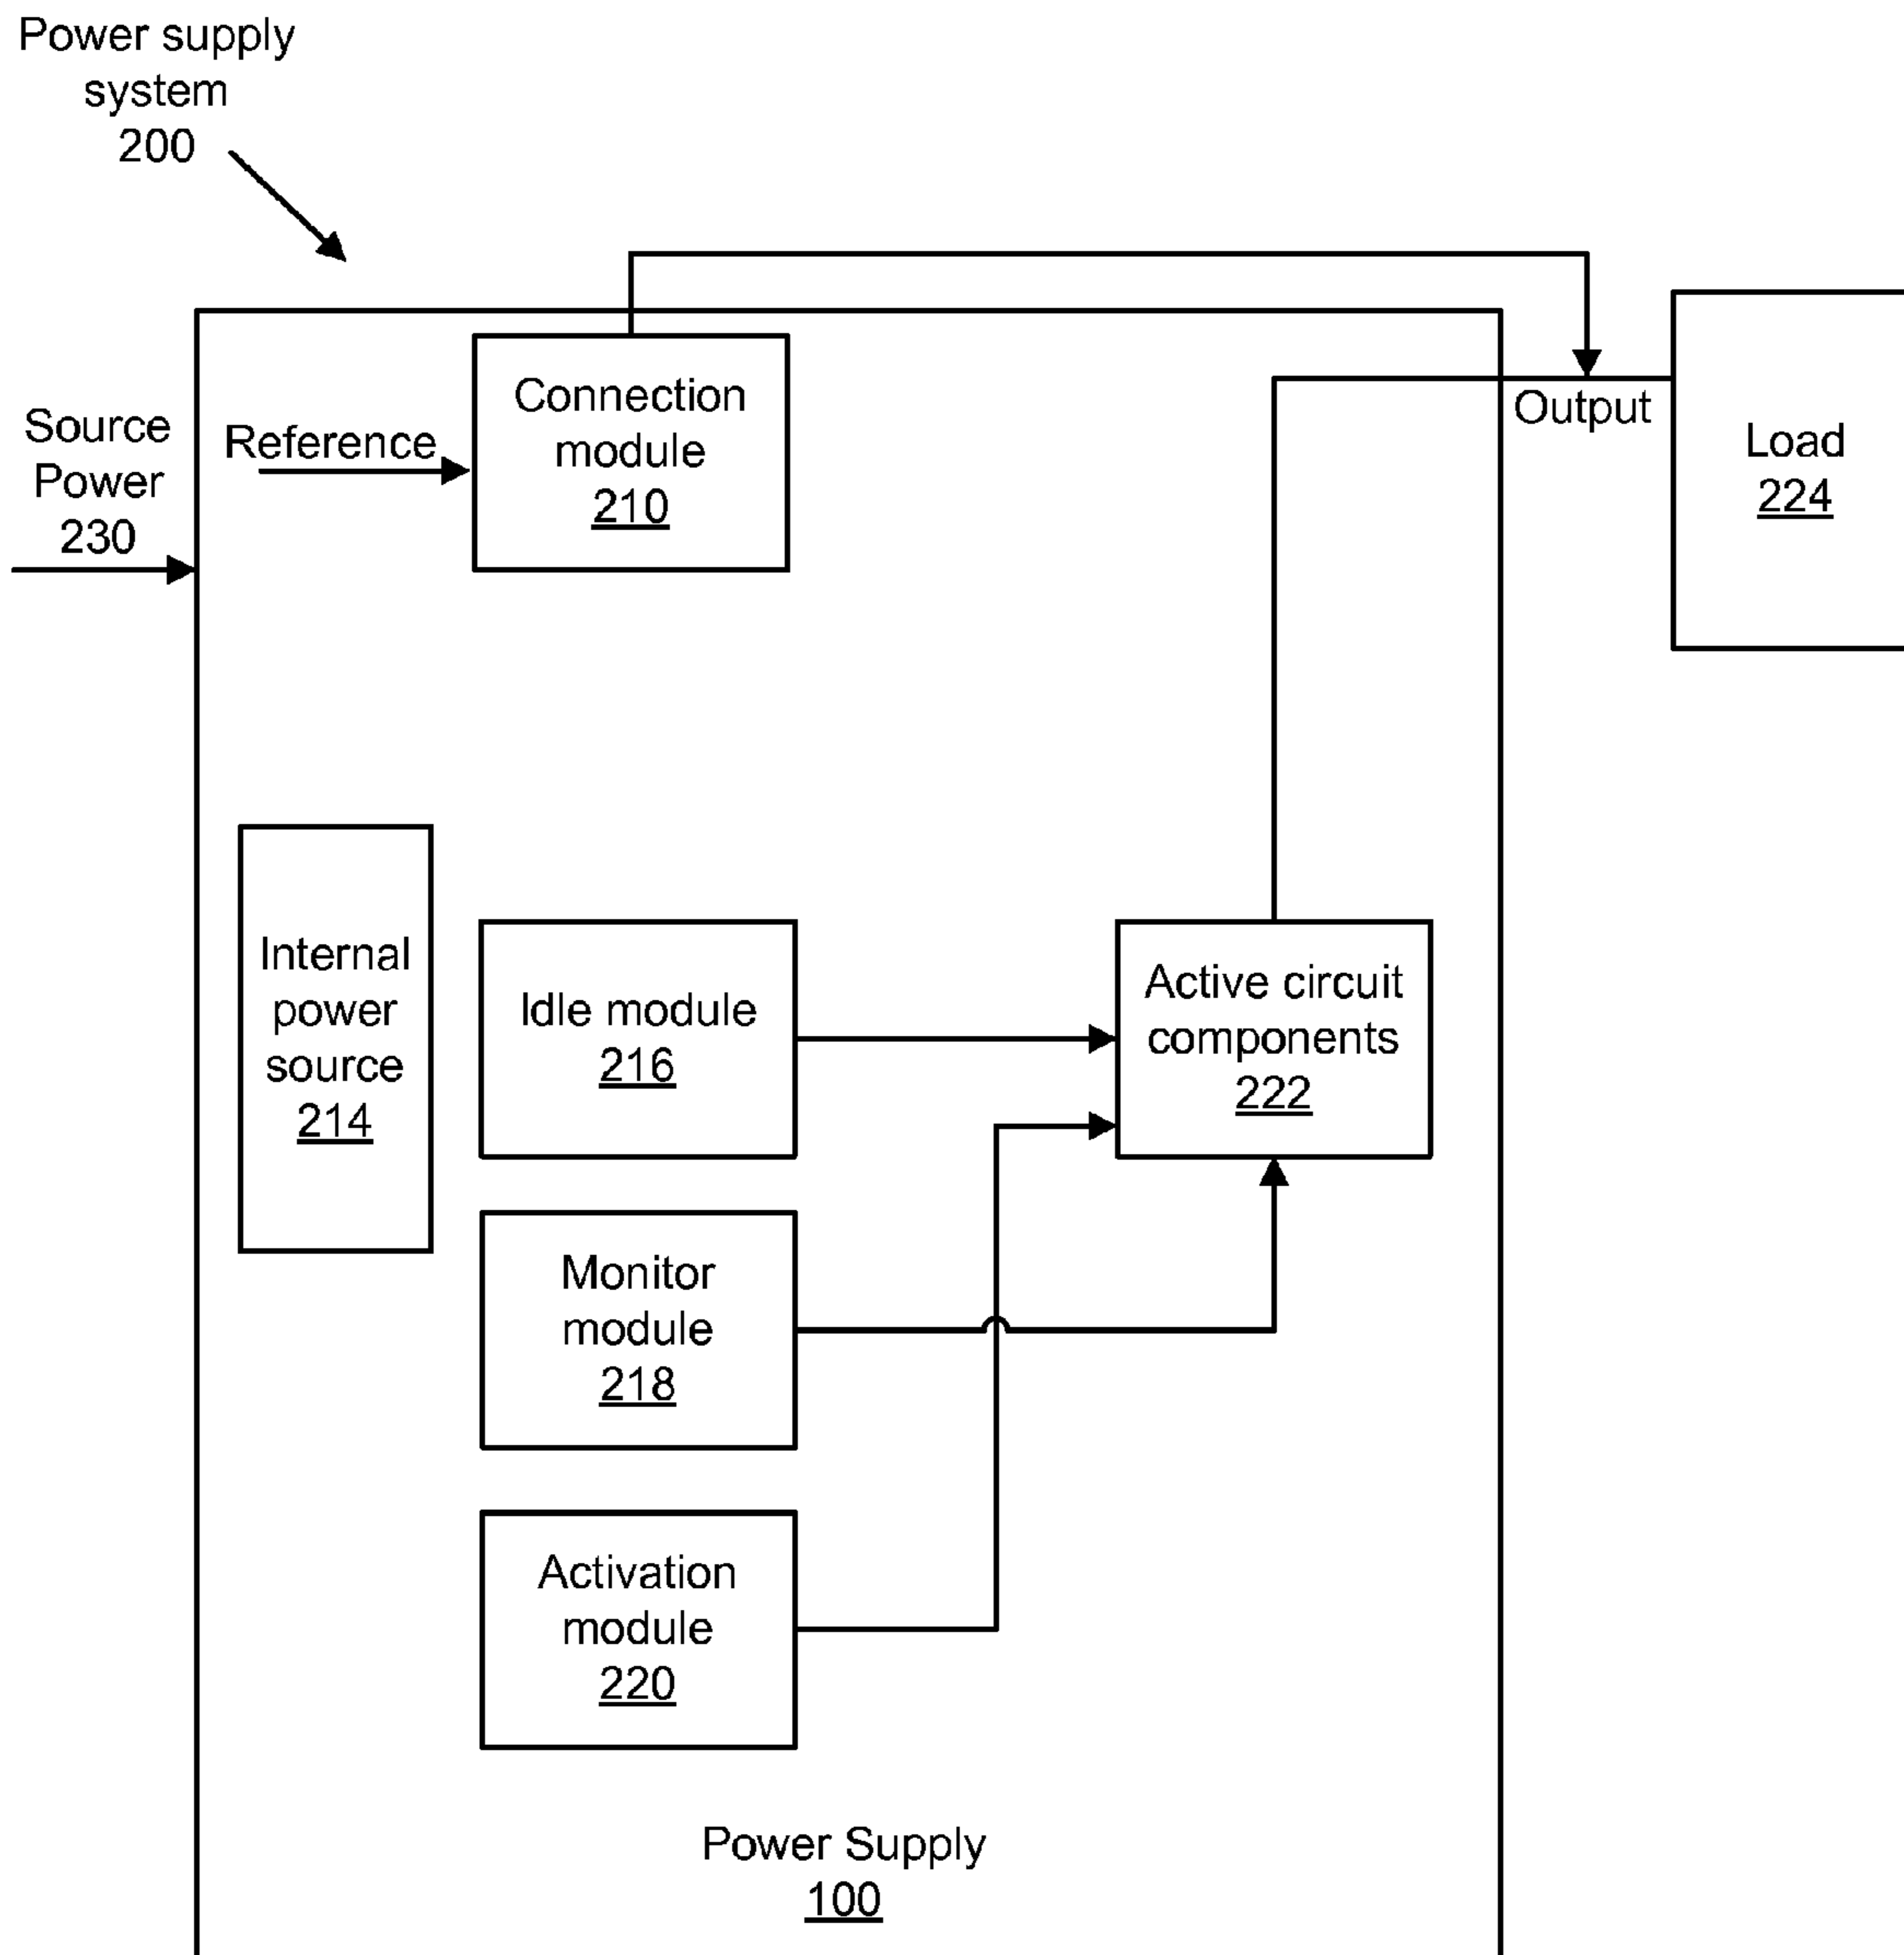 Power supply
system
200
Source
Power
230
Reference
Connection
module
210
Output
Load
224
Internal
power
source
214
Idle module
216
Active circuit
components
222
Monitor
module
218
Activation
module
220
Power Supply
100